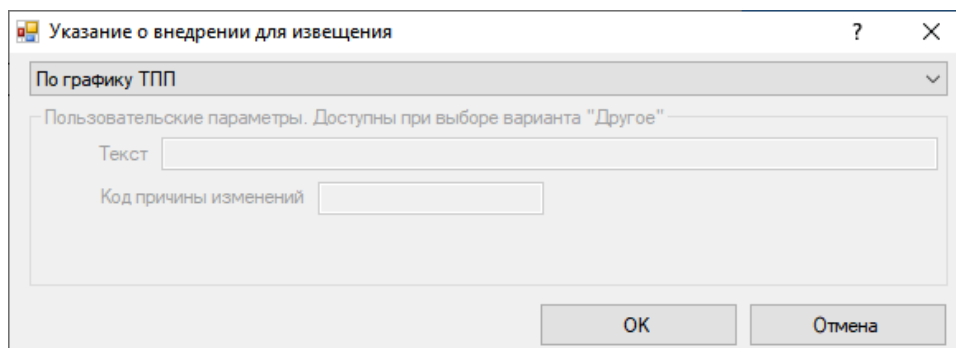 Указание о внедрении для извещения
?
По графику ТПП
Пользовательские параметры. Доступны при выборе варианта "Другое"
Текст
Код причины изменений
OK
Отмена